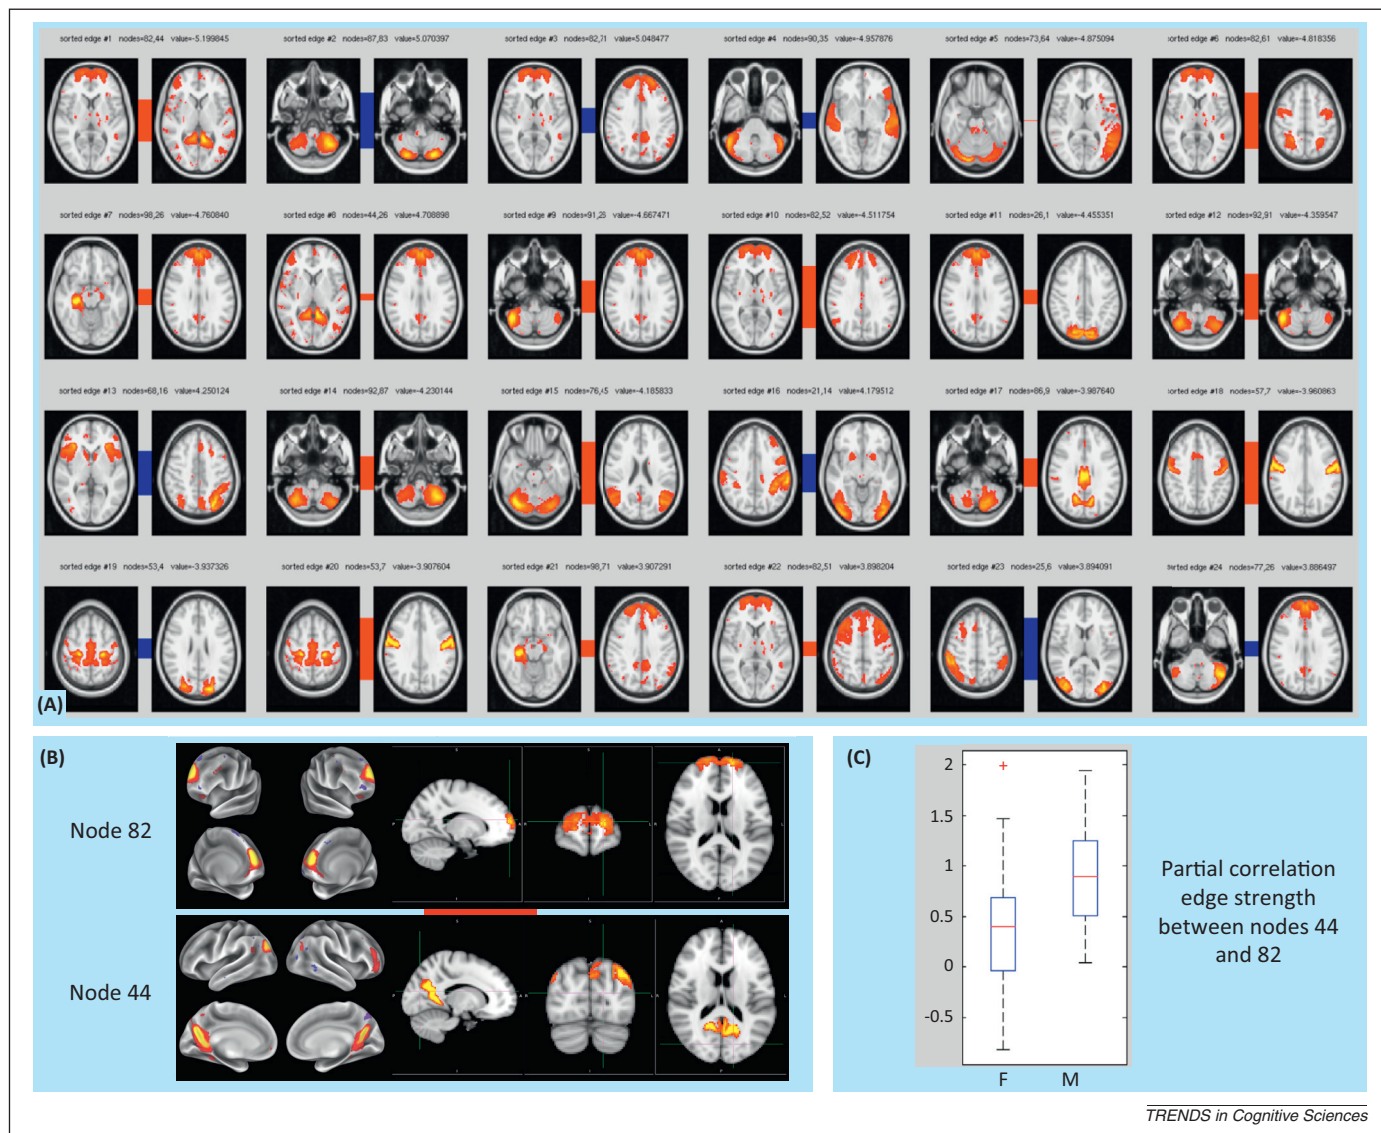 sorted edge #1 nodes=82,44 value=-5.199845
sorted edge #2 nodes=87,83 value=5.070397
sorted edge #3 nodes=82,71 value=5.048477
sorted edge #4 nodes=90,35 value=-4.957876
sorted edge #5 nodes=73,64 value=-4.875094
sorted edge #6 nodes=82,61 value=-4.818356
sorted edge #7 nodes=98,26 value=-4.760840
sorted edge #8 nodes=44,26 value=4.708898
sorted edge #9 nodes=91,28 value=-4.667471
sorted edge #10 nodes=82,52 value=-4.511754
sorted edge #11 nodes=26,1 value=-4.455351
sorted edge #12 nodes=92,91 value=-4.359547
sorted edge #13 nodes=68,16 value=4.250124
sorted edge #14 nodes=92,87 value=-4.230144
sorted edge #15 nodes=76,45 value=-4.185833
sorted edge #16 nodes=21,14 value=4.179512
sorted edge #17 nodes=86,9 value=-3.987640
sorted edge #18 nodes=57,7 value=-3.960863
sorted edge #19 nodes=53,4 value=-3.937326
sorted edge #20 nodes=53,7 value=-3.907604
sorted edge #21 nodes=98,71 value=3.907291
sorted edge #22 nodes=82,51 value=3.898204
sorted edge #23 nodes=25,6 value=3.894091
sorted edge #24 nodes=77,26 value=3.886497
(A)
(B)
Node 82
Node 44
(C)
2
1.5
1
0.5
0
-0.5
F M
Partial correlation
edge strength
between nodes 44
and 82
TRENDS in Cognitive Sciences